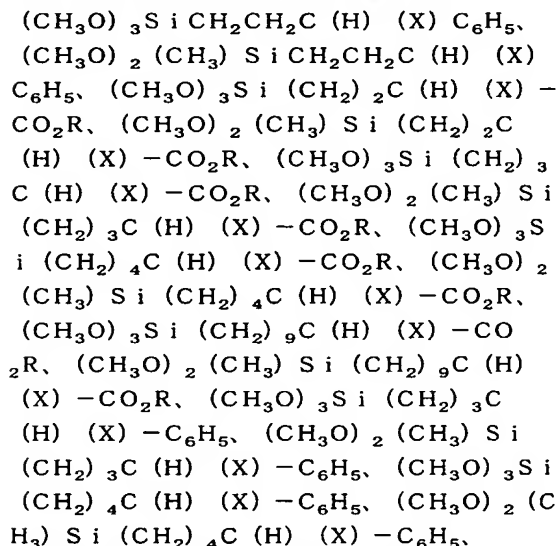 (CH₃O)₃SiCH₂CH₂C(H)(X)C₆H₅、
(CH₃O)₂(CH₃)SiCH₂CH₂C(H)(X)
C₆H₅、(CH₃O)₃Si(CH₂)₂C(H)(X)−
CO₂R、(CH₃O)₂(CH₃)Si(CH₂)₂C
(H)(X)−CO₂R、(CH₃O)₃Si(CH₂)₃
C(H)(X)−CO₂R、(CH₃O)₂(CH₃)Si
(CH₂)₃C(H)(X)−CO₂R、(CH₃O)₃S
i(CH₂)₄C(H)(X)−CO₂R、(CH₃O)₂
(CH₃)Si(CH₂)₄C(H)(X)−CO₂R、
(CH₃O)₃Si(CH₂)₉C(H)(X)−CO
₂R、(CH₃O)₂(CH₃)Si(CH₂)₉C(H)
(X)−CO₂R、(CH₃O)₃Si(CH₂)₃C
(H)(X)−C₆H₅、(CH₃O)₂(CH₃)Si
(CH₂)₃C(H)(X)−C₆H₅、(CH₃O)₃Si
(CH₂)₄C(H)(X)−C₆H₅、(CH₃O)₂(C
H₃)Si(CH₂)₄C(H)(X)−C₆H₅、